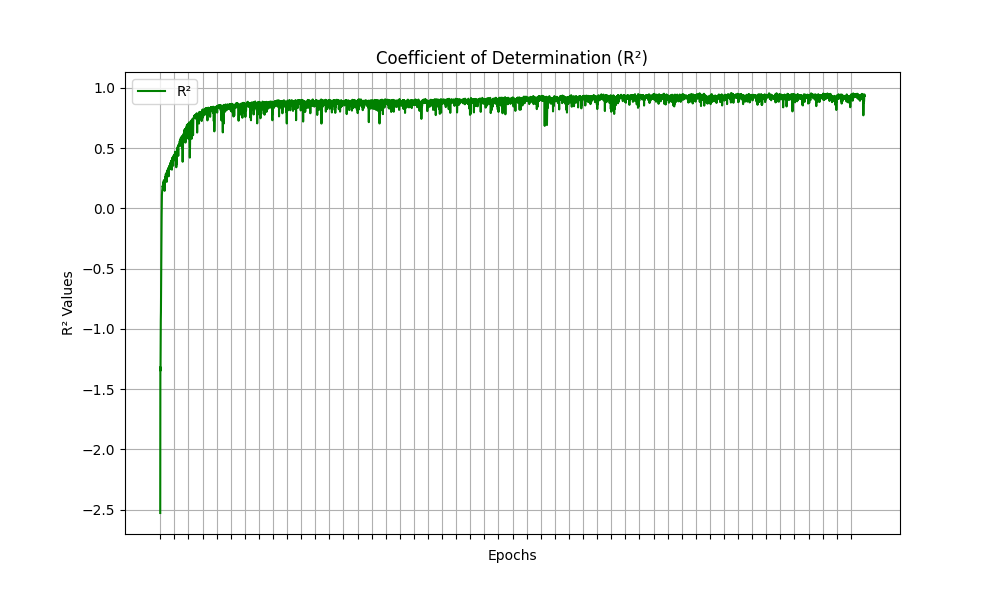 Coefficient of Determination (R²)
R²
1.0
0.5
0.0
−0.5
−1.0
−1.5
−2.0
−2.5
R² Values
Epochs